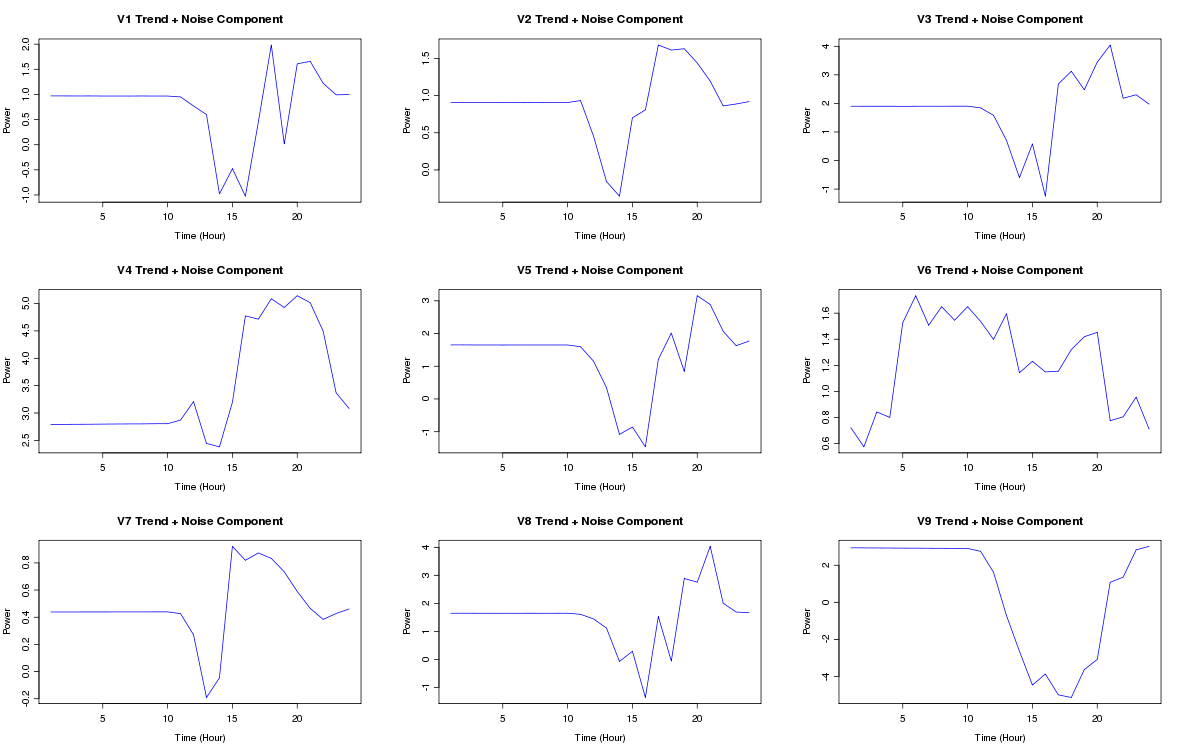 V1 Trend + Noise Component
Power
-1.0 -0.5 0.0 0.5 1.0 1.5 2.0
5 10 15 20
Time (Hour)
V2 Trend + Noise Component
Power
0.0 0.5 1.0 1.5
5 10 15 20
Time (Hour)
V3 Trend + Noise Component
Power
-1 0 1 2 3 4
5 10 15 20
Time (Hour)
V4 Trend + Noise Component
Power
2.5 3.0 3.5 4.0 4.5 5.0
5 10 15 20
Time (Hour)
V5 Trend + Noise Component
Power
-1 0 1 2 3
5 10 15 20
Time (Hour)
V6 Trend + Noise Component
Power
0.6 0.8 1.0 1.2 1.4 1.6
5 10 15 20
Time (Hour)
V7 Trend + Noise Component
Power
-0.2 0.0 0.2 0.4 0.6 0.8
5 10 15 20
Time (Hour)
V8 Trend + Noise Component
Power
-1 0 1 2 3 4
5 10 15 20
Time (Hour)
V9 Trend + Noise Component
Power
-4 -2 0 2
5 10 15 20
Time (Hour)